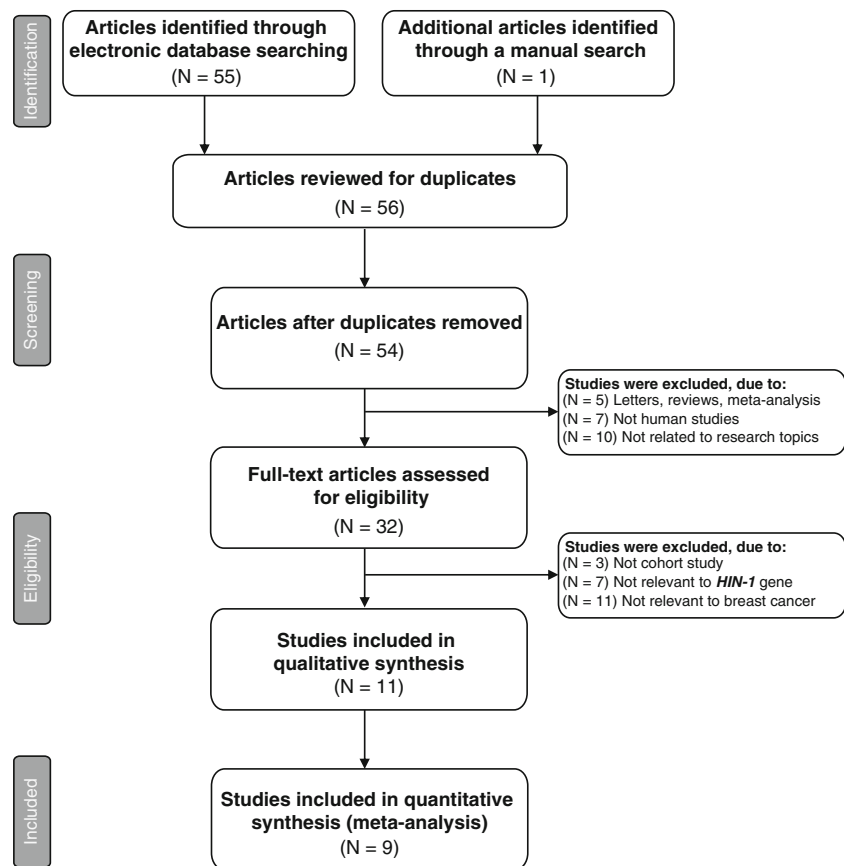 Identification
Articles identified through
electronic database searching
(N = 55)
Additional articles identified
through a manual search
(N = 1)
Articles reviewed for duplicates
(N = 56)
Screening
Articles after duplicates removed
(N = 54)
Studies were excluded, due to:
(N = 5) Letters, reviews, meta-analysis
(N = 7) Not human studies
(N = 10) Not related to research topics
Eligibility
Full-text articles assessed
for eligibility
(N = 32)
Studies were excluded, due to:
(N = 3) Not cohort study
(N = 7) Not relevant to HIN-1 gene
(N = 11) Not relevant to breast cancer
Studies included in
qualitative synthesis
(N = 11)
Included
Studies included in quantitative
synthesis (meta-analysis)
(N = 9)